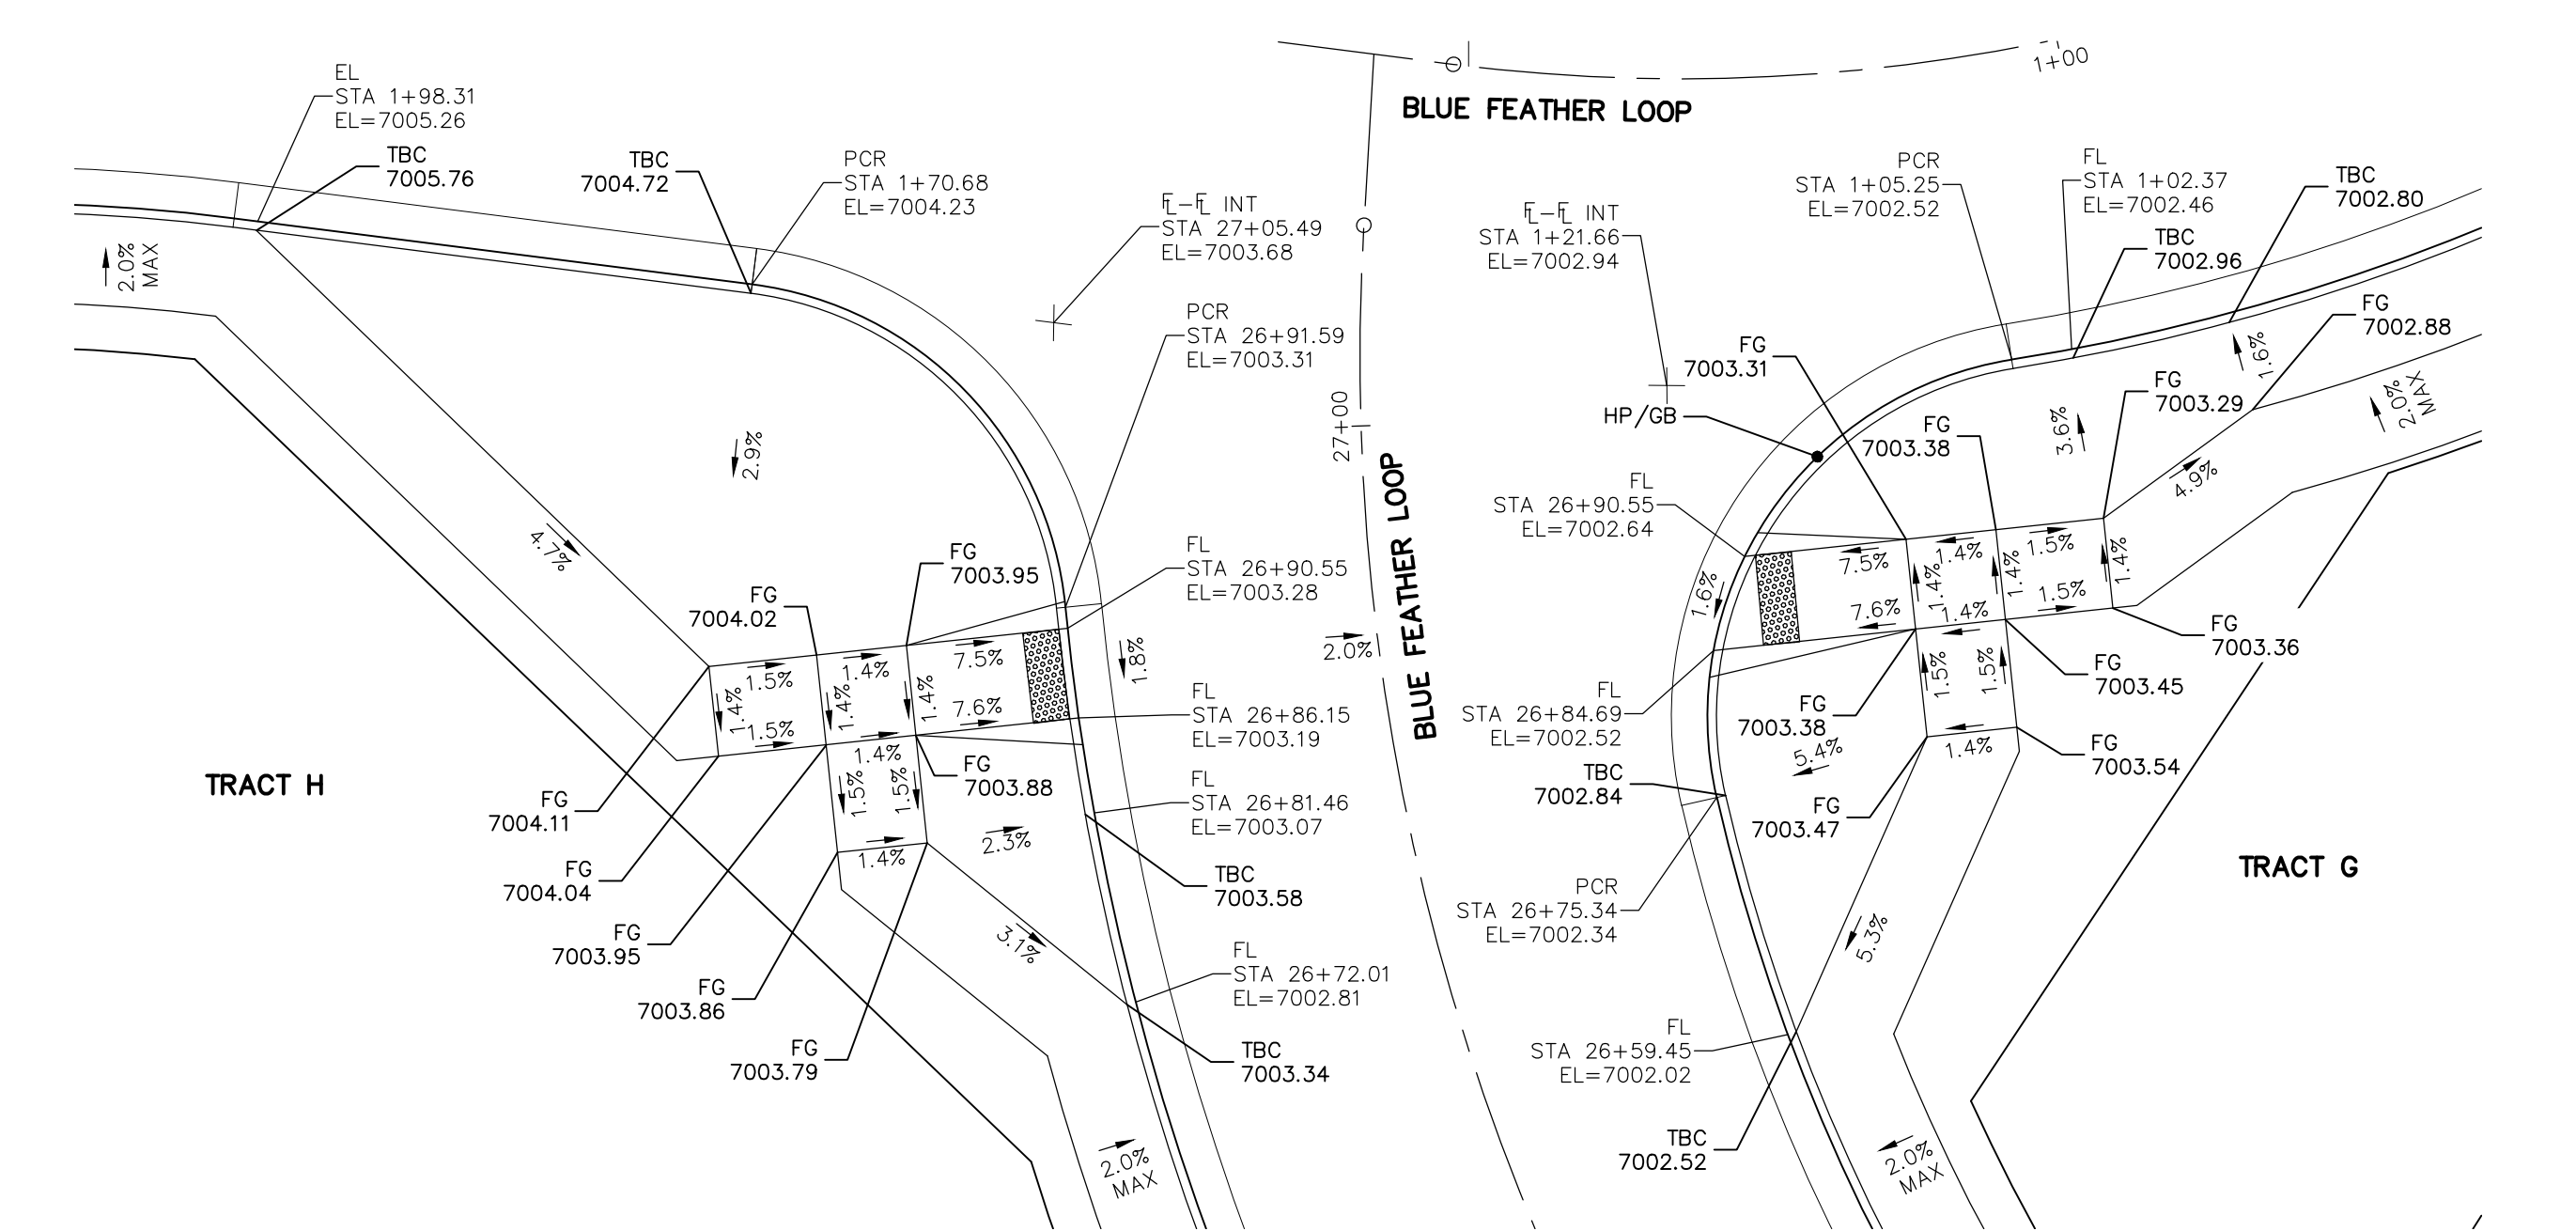 EL
STA 1+98.31
EL=7005.26
TBC
7005.76
TBC
7004.72
PCR
STA 1+70.68
EL=7004.23
2.0%
MAX
FL-FL INT
STA 27+05.49
EL=7003.68
PCR
STA 26+91.59
EL=7003.31
2.9%
4.7%
FG
7003.95
FG
7004.02
FL
STA 26+90.55
EL=7003.28
1.5%
1.4%
7.5%
1.4%
1.4%
1.4%
1.5%
1.4%
7.6%
1.8%
1.5%
1.5%
1.4%
FL
STA 26+86.15
EL=7003.19
FG
7003.88
TRACT H
FG
7004.11
FG
7004.04
FG
7003.95
FG
7003.86
FG
7003.79
2.3%
FL
STA 26+81.46
EL=7003.07
TBC
7003.58
3.1%
FL
STA 26+72.01
EL=7002.81
TBC
7003.34
2.0%
MAX
BLUE FEATHER LOOP
1+00
27+00
BLUE FEATHER LOOP
2.0%
FL-FL INT
STA 1+21.66
EL=7002.94
PCR
STA 1+05.25
EL=7002.52
FL
STA 1+02.37
EL=7002.46
TBC
7002.80
TBC
7002.96
FG
7002.88
FG
7003.31
HP/GB
FG
7003.38
FG
7003.29
1.6%
2.0%
MAX
3.6%
4.9%
FL
STA 26+90.55
EL=7002.64
1.6%
7.5%
1.4%
1.5%
1.4%
1.4%
1.4%
7.6%
1.4%
1.5%
1.5%
1.5%
1.4%
FG
7003.36
FG
7003.45
FG
7003.54
FL
STA 26+84.69
EL=7002.52
FG
7003.38
5.4%
TBC
7002.84
FG
7003.47
TRACT G
PCR
STA 26+75.34
EL=7002.34
5.3%
FL
STA 26+59.45
EL=7002.02
TBC
7002.52
2.0%
MAX